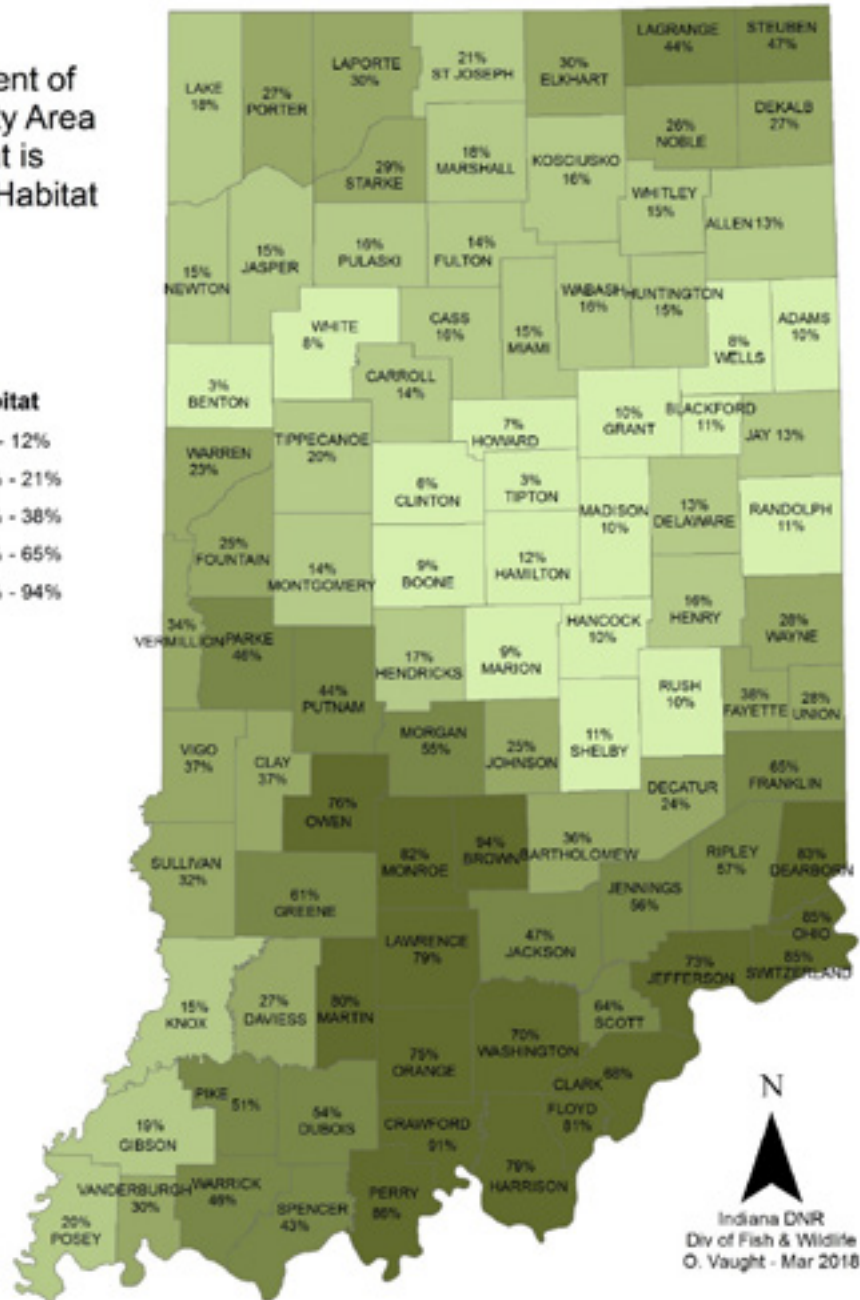 ent of
y Area
t is
Habitat
bitat
- 12%
- 21%
- 38%
- 65%
- 94%
LAKE
18%
27%
PORTER
LAPORTE
30%
21%
ST JOSEPH
30%
ELKHART
LAGRANGE
44%
STEUBEN
47%
29%
STARKE
18%
MARSHALL
KOSCIUSKO
16%
26%
NOBLE
DEKALB
27%
WHITLEY
15%
ALLEN 13%
15%
NEWTON
15%
JASPER
16%
PULASKI
14%
FULTON
WHITE
8%
CASS
16%
15%
MIAMI
WABASH
16%
HUNTINGTON
15%
8%
WELLS
ADAMS
10%
3%
BENTON
CARROLL
14%
7%
HOWARD
10%
GRANT
BLACKFORD
11%
JAY 13%
WARREN
23%
TIPPECANOE
20%
6%
CLINTON
3%
TIPTON
MADISON
10%
13%
DELAWARE
RANDOLPH
11%
25%
FOUNTAIN
14%
MONTGOMERY
9%
BOONE
12%
HAMILTON
34%
VERMILLION
PARKE
46%
44%
PUTNAM
17%
HENDRICKS
9%
MARION
HANCOCK
10%
16%
HENRY
28%
WAYNE
RUSH
10%
38%
FAYETTE
28%
UNION
VIGO
37%
CLAY
37%
MORGAN
55%
25%
JOHNSON
11%
SHELBY
DECATUR
24%
65%
FRANKLIN
76%
OWEN
82%
MONROE
94%
BROWN
36%
BARTHOLOMEW
RIPLEY
57%
83%
DEARBORN
SULLIVAN
32%
61%
GREENE
JENNINGS
56%
85%
OHIO
LAWRENCE
79%
47%
JACKSON
73%
JEFFERSON
85%
SWITZERLAND
15%
KNOX
27%
DAVIESS
80%
MARTIN
64%
SCOTT
75%
ORANGE
70%
WASHINGTON
CLARK 68%
PIKE 51%
54%
DUBOIS
CRAWFORD
91%
FLOYD
81%
19%
GIBSON
79%
HARRISON
20%
POSEY
VANDERBURGH
30%
WARRICK
46%
SPENCER
43%
PERRY
86%
N
Indiana DNR
Div of Fish & Wildlife
O. Vaught - Mar 2018